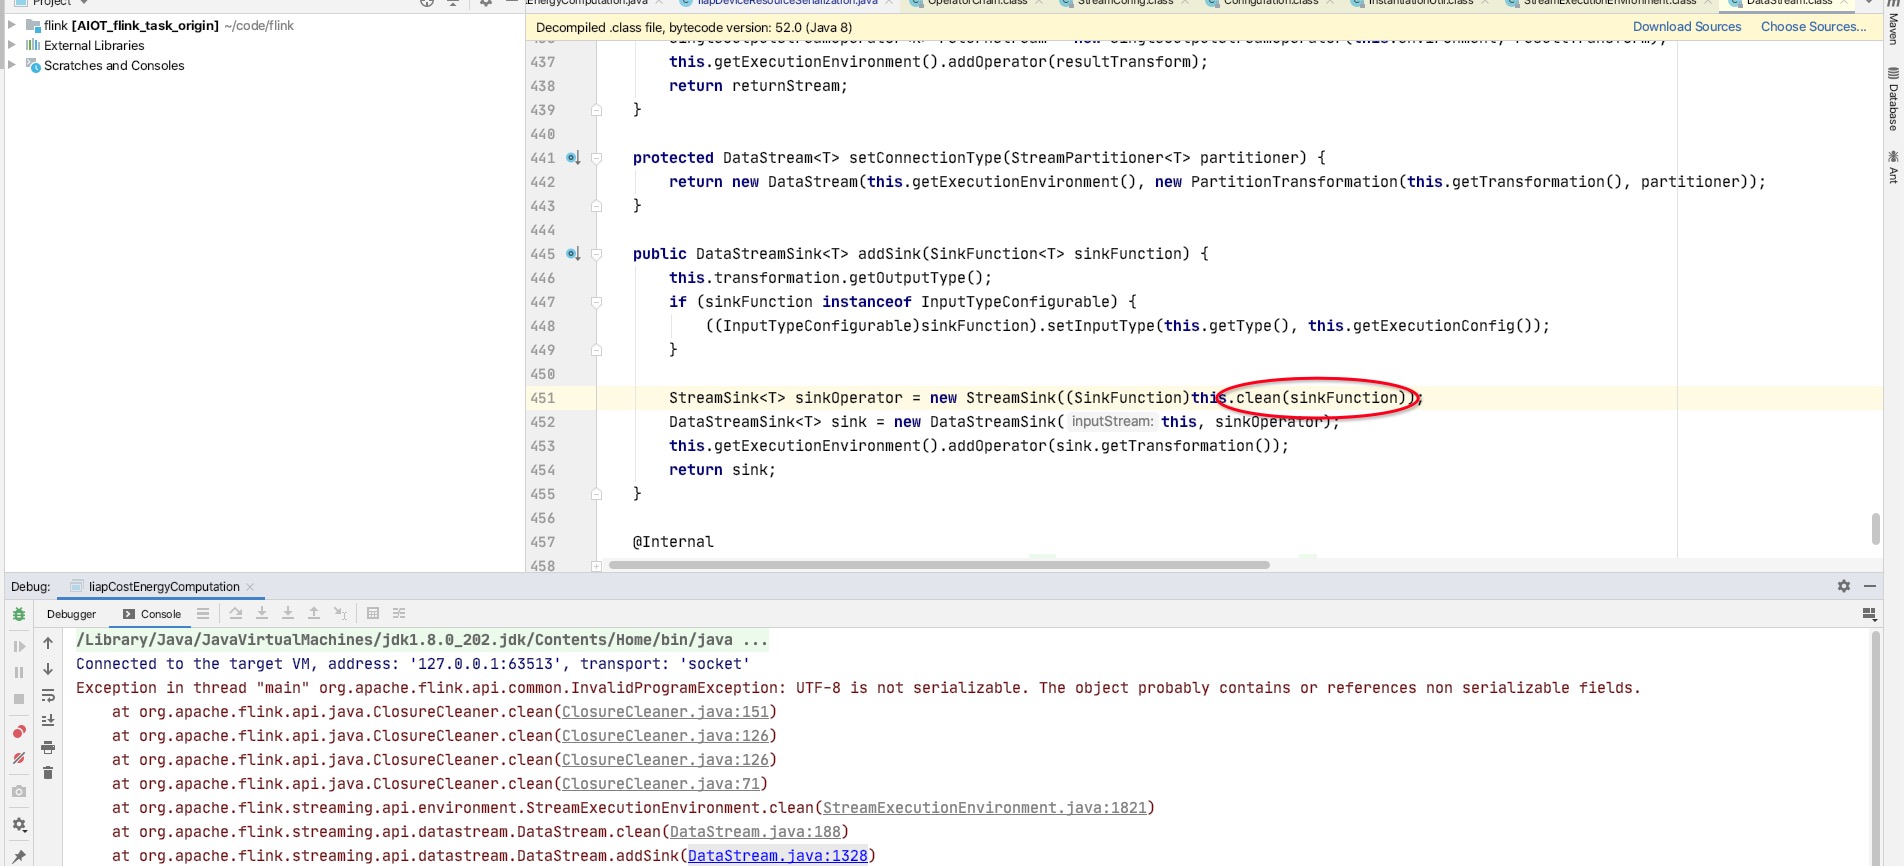 Project
EnergyComputation.java
IiapDeviceResourceSerialization.java
OperatorChain.class
StreamConfig.class
Configuration.class
InstantiationUtil.class
StreamExecutionEnvironment.class
DataStream.class
flink [AIOT_flink_task_origin] ~/code/flink
External Libraries
Scratches and Consoles
Decompiled .class file, bytecode version: 52.0 (Java 8)
Download Sources
Choose Sources...
437 this.getExecutionEnvironment().addOperator(resultTransform);
438 return returnStream;
439 }
440
441 protected DataStream<T> setConnectionType(StreamPartitioner<T> partitioner) {
442 return new DataStream(this.getExecutionEnvironment(), new PartitionTransformation(this.getTransformation(), partitioner));
443 }
444
445 public DataStreamSink<T> addSink(SinkFunction<T> sinkFunction) {
446 this.transformation.getOutputType();
447 if (sinkFunction instanceof InputTypeConfigurable) {
448 ((InputTypeConfigurable)sinkFunction).setInputType(this.getType(), this.getExecutionConfig());
449 }
450
451 StreamSink<T> sinkOperator = new StreamSink((SinkFunction)this.clean(sinkFunction));
452 DataStreamSink<T> sink = new DataStreamSink( inputStream: this, sinkOperator);
453 this.getExecutionEnvironment().addOperator(sink.getTransformation());
454 return sink;
455 }
456
457 @Internal
458
Maven
Database
Ant
Debug: IiapCostEnergyComputation
Debugger Console
/Library/Java/JavaVirtualMachines/jdk1.8.0_202.jdk/Contents/Home/bin/java ...
Connected to the target VM, address: '127.0.0.1:63513', transport: 'socket'
Exception in thread "main" org.apache.flink.api.common.InvalidProgramException: UTF-8 is not serializable. The object probably contains or references non serializable fields.
at org.apache.flink.api.java.ClosureCleaner.clean(ClosureCleaner.java:151)
at org.apache.flink.api.java.ClosureCleaner.clean(ClosureCleaner.java:126)
at org.apache.flink.api.java.ClosureCleaner.clean(ClosureCleaner.java:126)
at org.apache.flink.api.java.ClosureCleaner.clean(ClosureCleaner.java:71)
at org.apache.flink.streaming.api.environment.StreamExecutionEnvironment.clean(StreamExecutionEnvironment.java:1821)
at org.apache.flink.streaming.api.datastream.DataStream.clean(DataStream.java:188)
at org.apache.flink.streaming.api.datastream.DataStream.addSink(DataStream.java:1328)